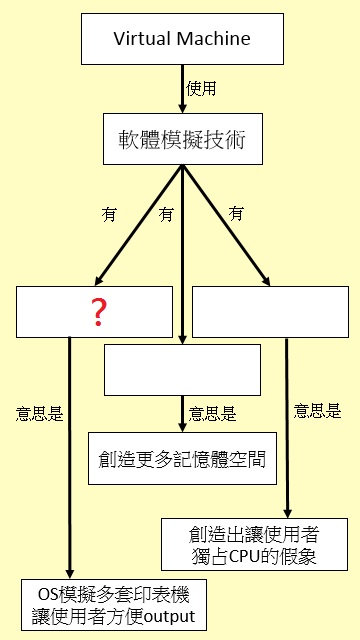 Virtual Machine
使用
軟體模擬技術
有
有
有
?
意思是
意思是
意思是
創造更多記憶體空間
創造出讓使用者
獨占CPU的假象
OS模擬多套印表機
讓使用者方便output